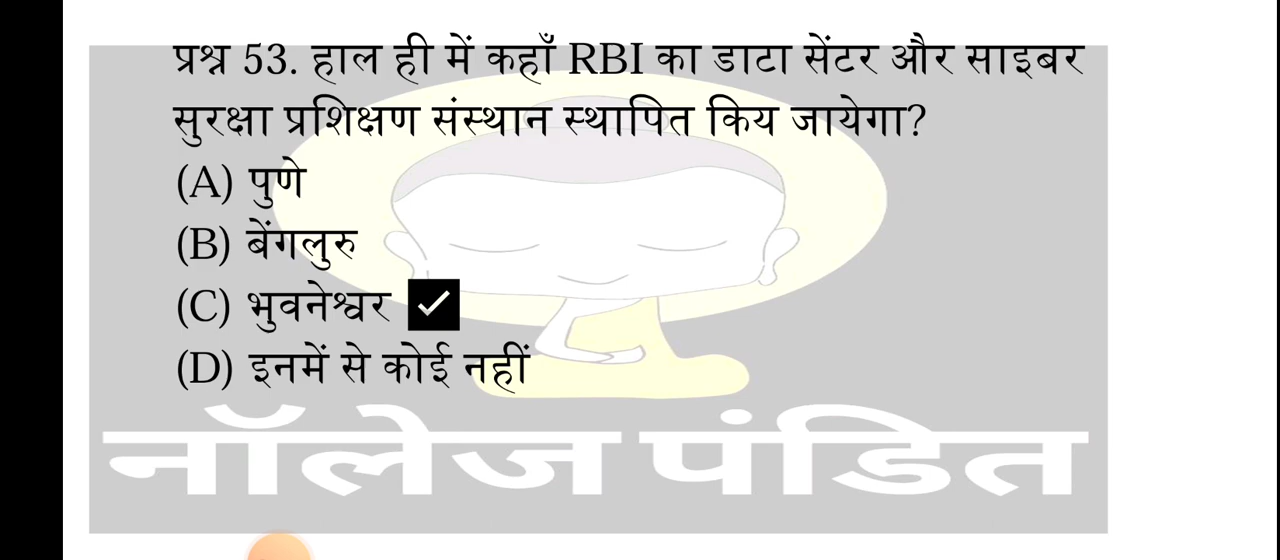 प्रश्न 53. हाल ही में कहाँ RBI का डाटा सेंटर और साइबर
सुरक्षा प्रशिक्षण संस्थान स्थापित किय जायेगा?
(A) पुणे
(B) बेंगलुरु
(C) भुवनेश्वर
(D) इनमें से कोई नहीं
नॉलेज पंडित